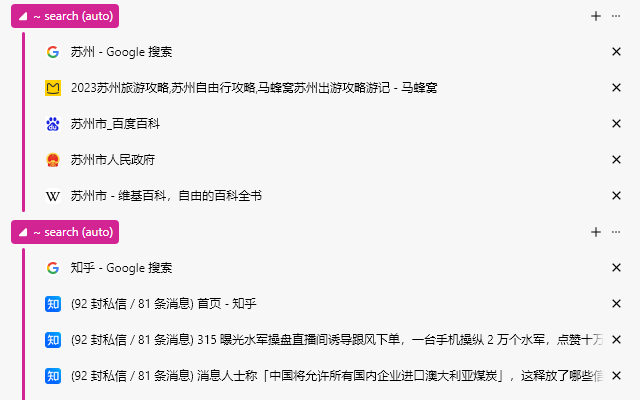 ~ search (auto)
苏州 - Google 搜索
2023苏州旅游攻略,苏州自由行攻略,马蜂窝苏州出游攻略游记 - 马蜂窝
苏州市_百度百科
苏州市人民政府
W 苏州市 - 维基百科，自由的百科全书
~ search (auto)
知乎 - Google 搜索
知 (92 封私信 / 81 条消息) 首页 - 知乎
知 (92 封私信 / 81 条消息) 315 曝光水军操盘直播间诱导跟风下单，一台手机操纵 2 万个水军，点赞十万
知 (92 封私信 / 81 条消息) 消息人士称「中国将允许所有国内企业进口澳大利亚煤炭」，这释放了哪些信